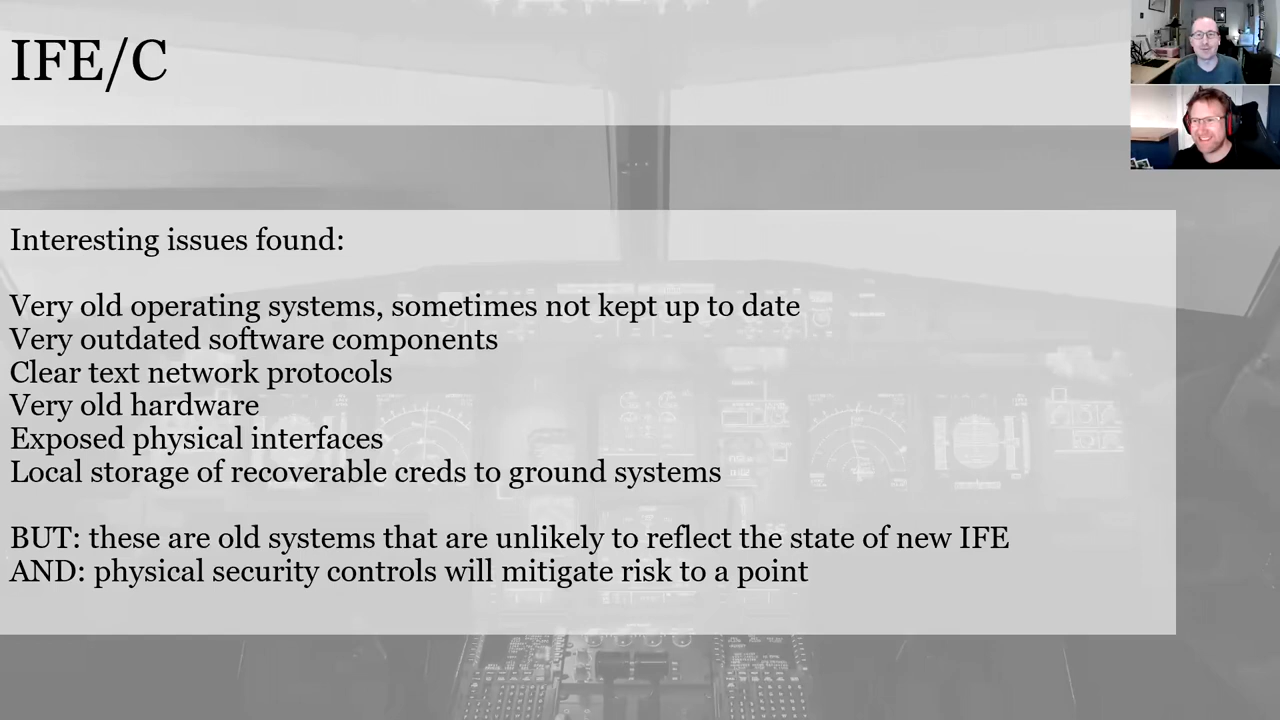 IFE/C
Interesting issues found:
Very old operating systems, sometimes not kept up to date
Very outdated software components
Clear text network protocols
Very old hardware
Exposed physical interfaces
Local storage of recoverable creds to ground systems
BUT: these are old systems that are unlikely to reflect the state of new IFE
AND: physical security controls will mitigate risk to a point